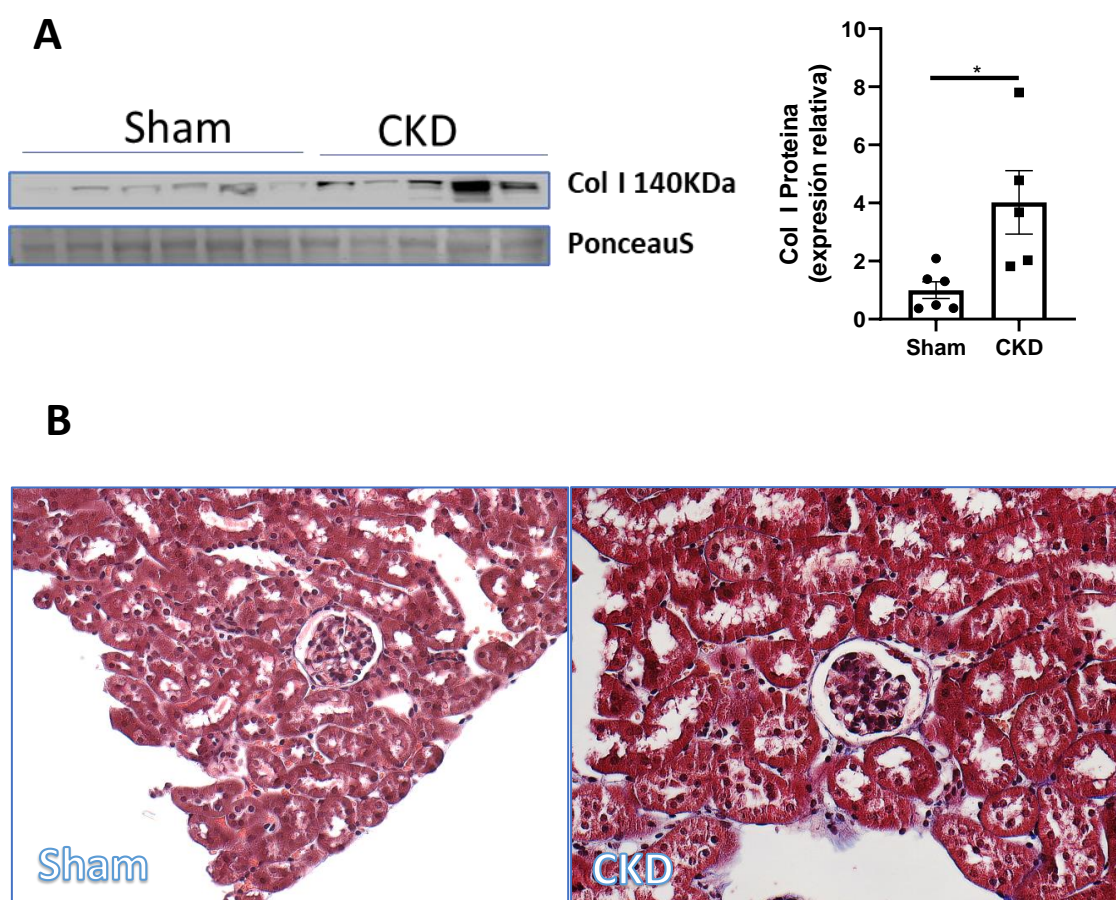 A
Sham
CKD
Col I 140KDa
PonceauS
Col I Proteina
(expresión relativa)
10
8
6
4
2
0
*
Sham
CKD
B
Sham
CKD